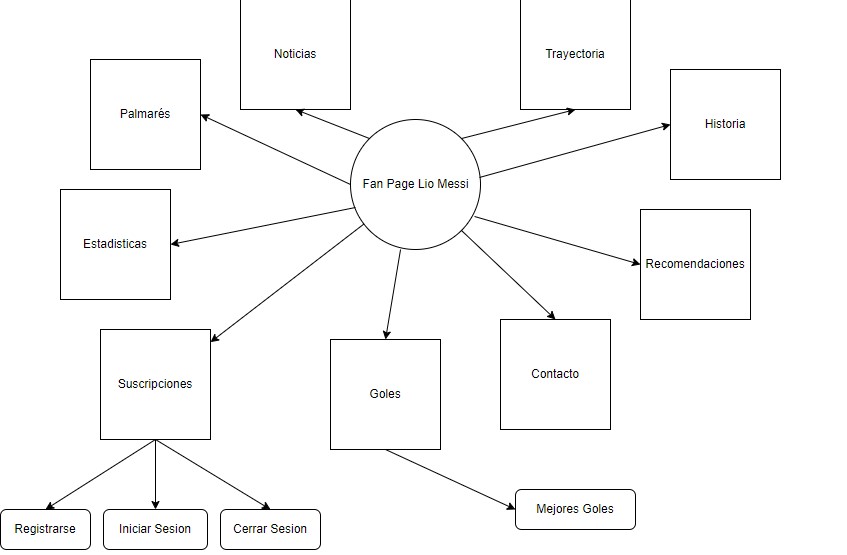 Noticias
Trayectoria
Palmarés
Historia
Fan Page Lio Messi
Estadisticas
Recomendaciones
Suscripciones
Goles
Contacto
Registrarse
Iniciar Sesion
Cerrar Sesion
Mejores Goles